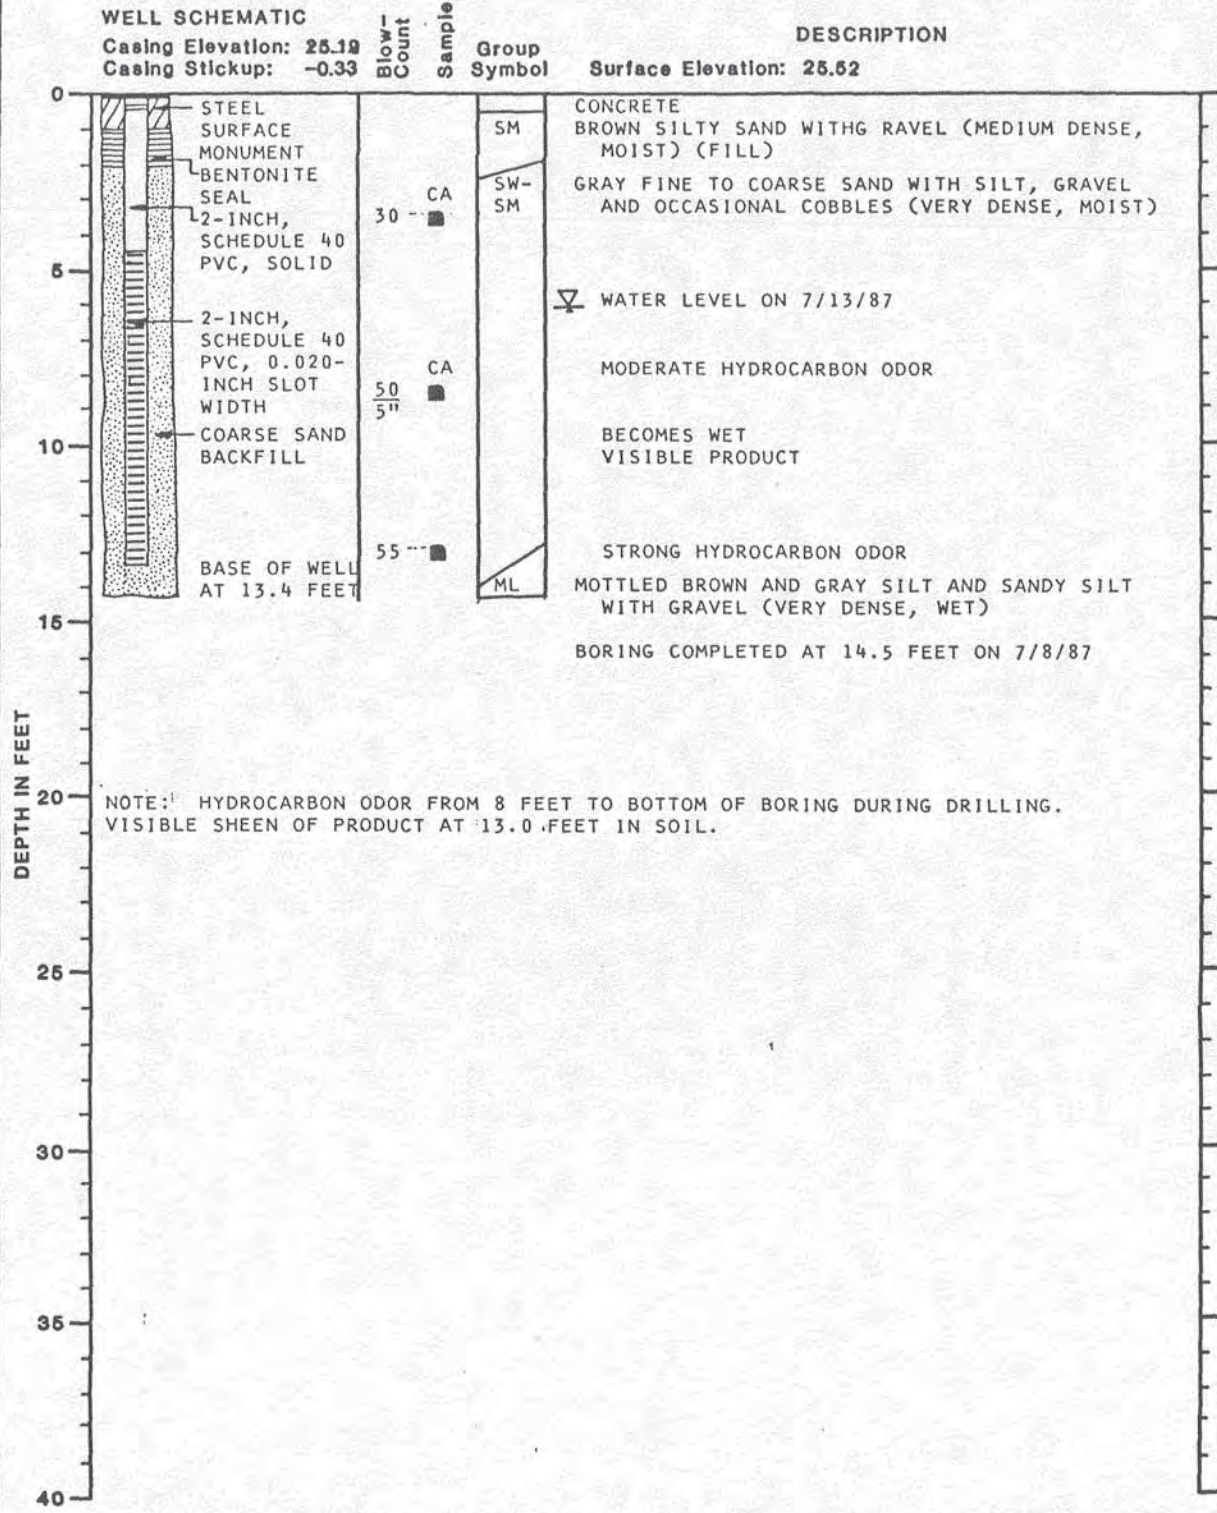 WELL SCHEMATIC
Casing Elevation: 25.19
Casing Stickup: -0.33
Blow-
Count
Sample
Group
Symbol
DESCRIPTION
Surface Elevation: 25.52
0
5
10
15
20
25
30
35
40
DEPTH IN FEET
STEEL
SURFACE
MONUMENT
BENTONITE
SEAL
2-INCH,
SCHEDULE 40
PVC, SOLID
2-INCH,
SCHEDULE 40
PVC, 0.020-
INCH SLOT
WIDTH
COARSE SAND
BACKFILL
BASE OF WELL
AT 13.4 FEET
30
CA
50
5"
CA
55
SM
SW-
SM
ML
CONCRETE
BROWN SILTY SAND WITHG RAVEL (MEDIUM DENSE,
MOIST) (FILL)
GRAY FINE TO COARSE SAND WITH SILT, GRAVEL
AND OCCASIONAL COBBLES (VERY DENSE, MOIST)
WATER LEVEL ON 7/13/87
MODERATE HYDROCARBON ODOR
BECOMES WET
VISIBLE PRODUCT
STRONG HYDROCARBON ODOR
MOTTLED BROWN AND GRAY SILT AND SANDY SILT
WITH GRAVEL (VERY DENSE, WET)
BORING COMPLETED AT 14.5 FEET ON 7/8/87
NOTE: HYDROCARBON ODOR FROM 8 FEET TO BOTTOM OF BORING DURING DRILLING.
VISIBLE SHEEN OF PRODUCT AT 13.0 FEET IN SOIL.